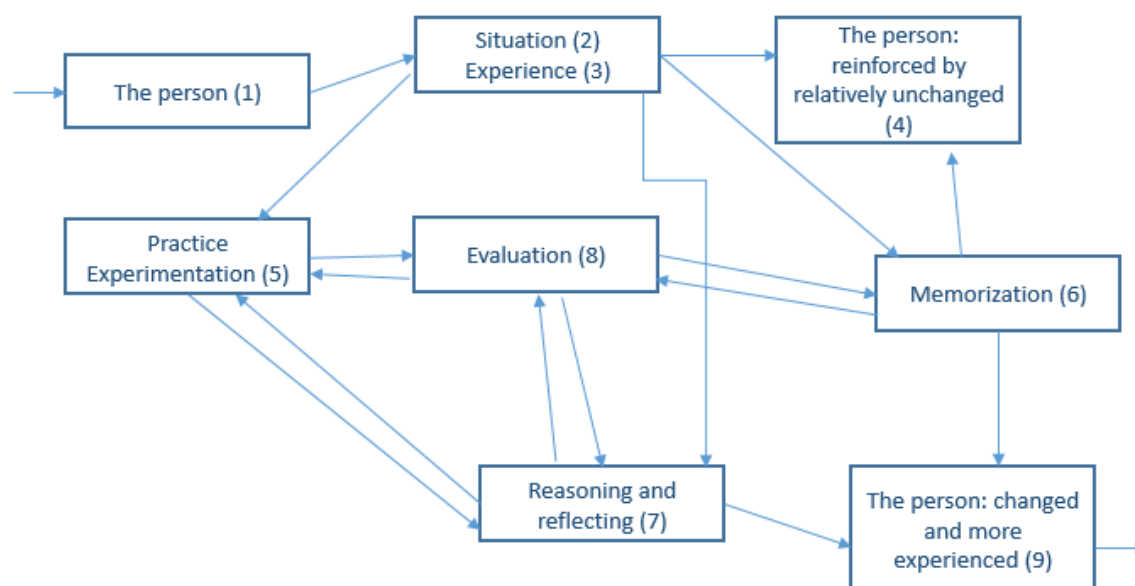 The person (1)
Situation (2)
Experience (3)
The person:
reinforced by
relatively unchanged
(4)
Practice
Experimentation (5)
Evaluation (8)
Memorization (6)
Reasoning and
reflecting (7)
The person: changed
and more
experienced (9)